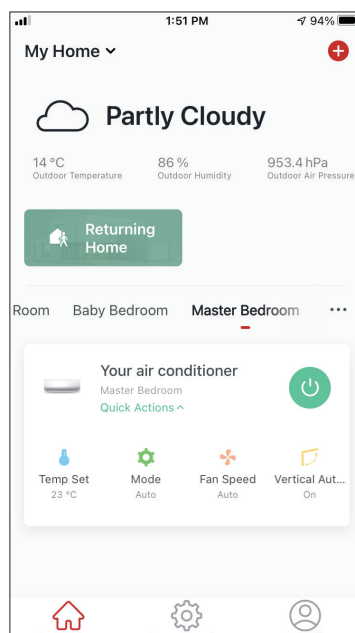 1:51 PM 94%
My Home
Partly Cloudy
14 °C 86 % 953.4 hPa
Outdoor Temperature Outdoor Humidity Outdoor Air Pressure
Returning
Home
Room Baby Bedroom Master Bedroom ...
Your air conditioner
Master Bedroom
Quick Actions
Temp Set Mode Fan Speed Vertical Aut...
23 °C Auto Auto On